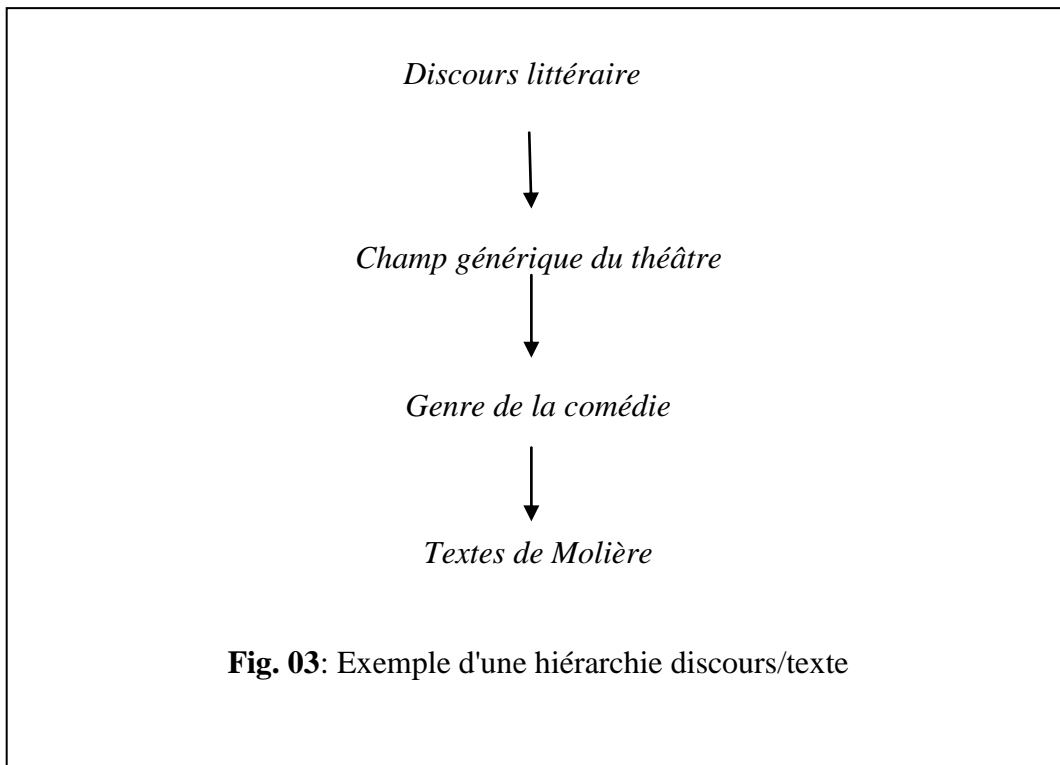 Discours littéraire
Champ générique du théâtre
Genre de la comédie
Textes de Molière
Fig. 03: Exemple d'une hiérarchie discours/texte